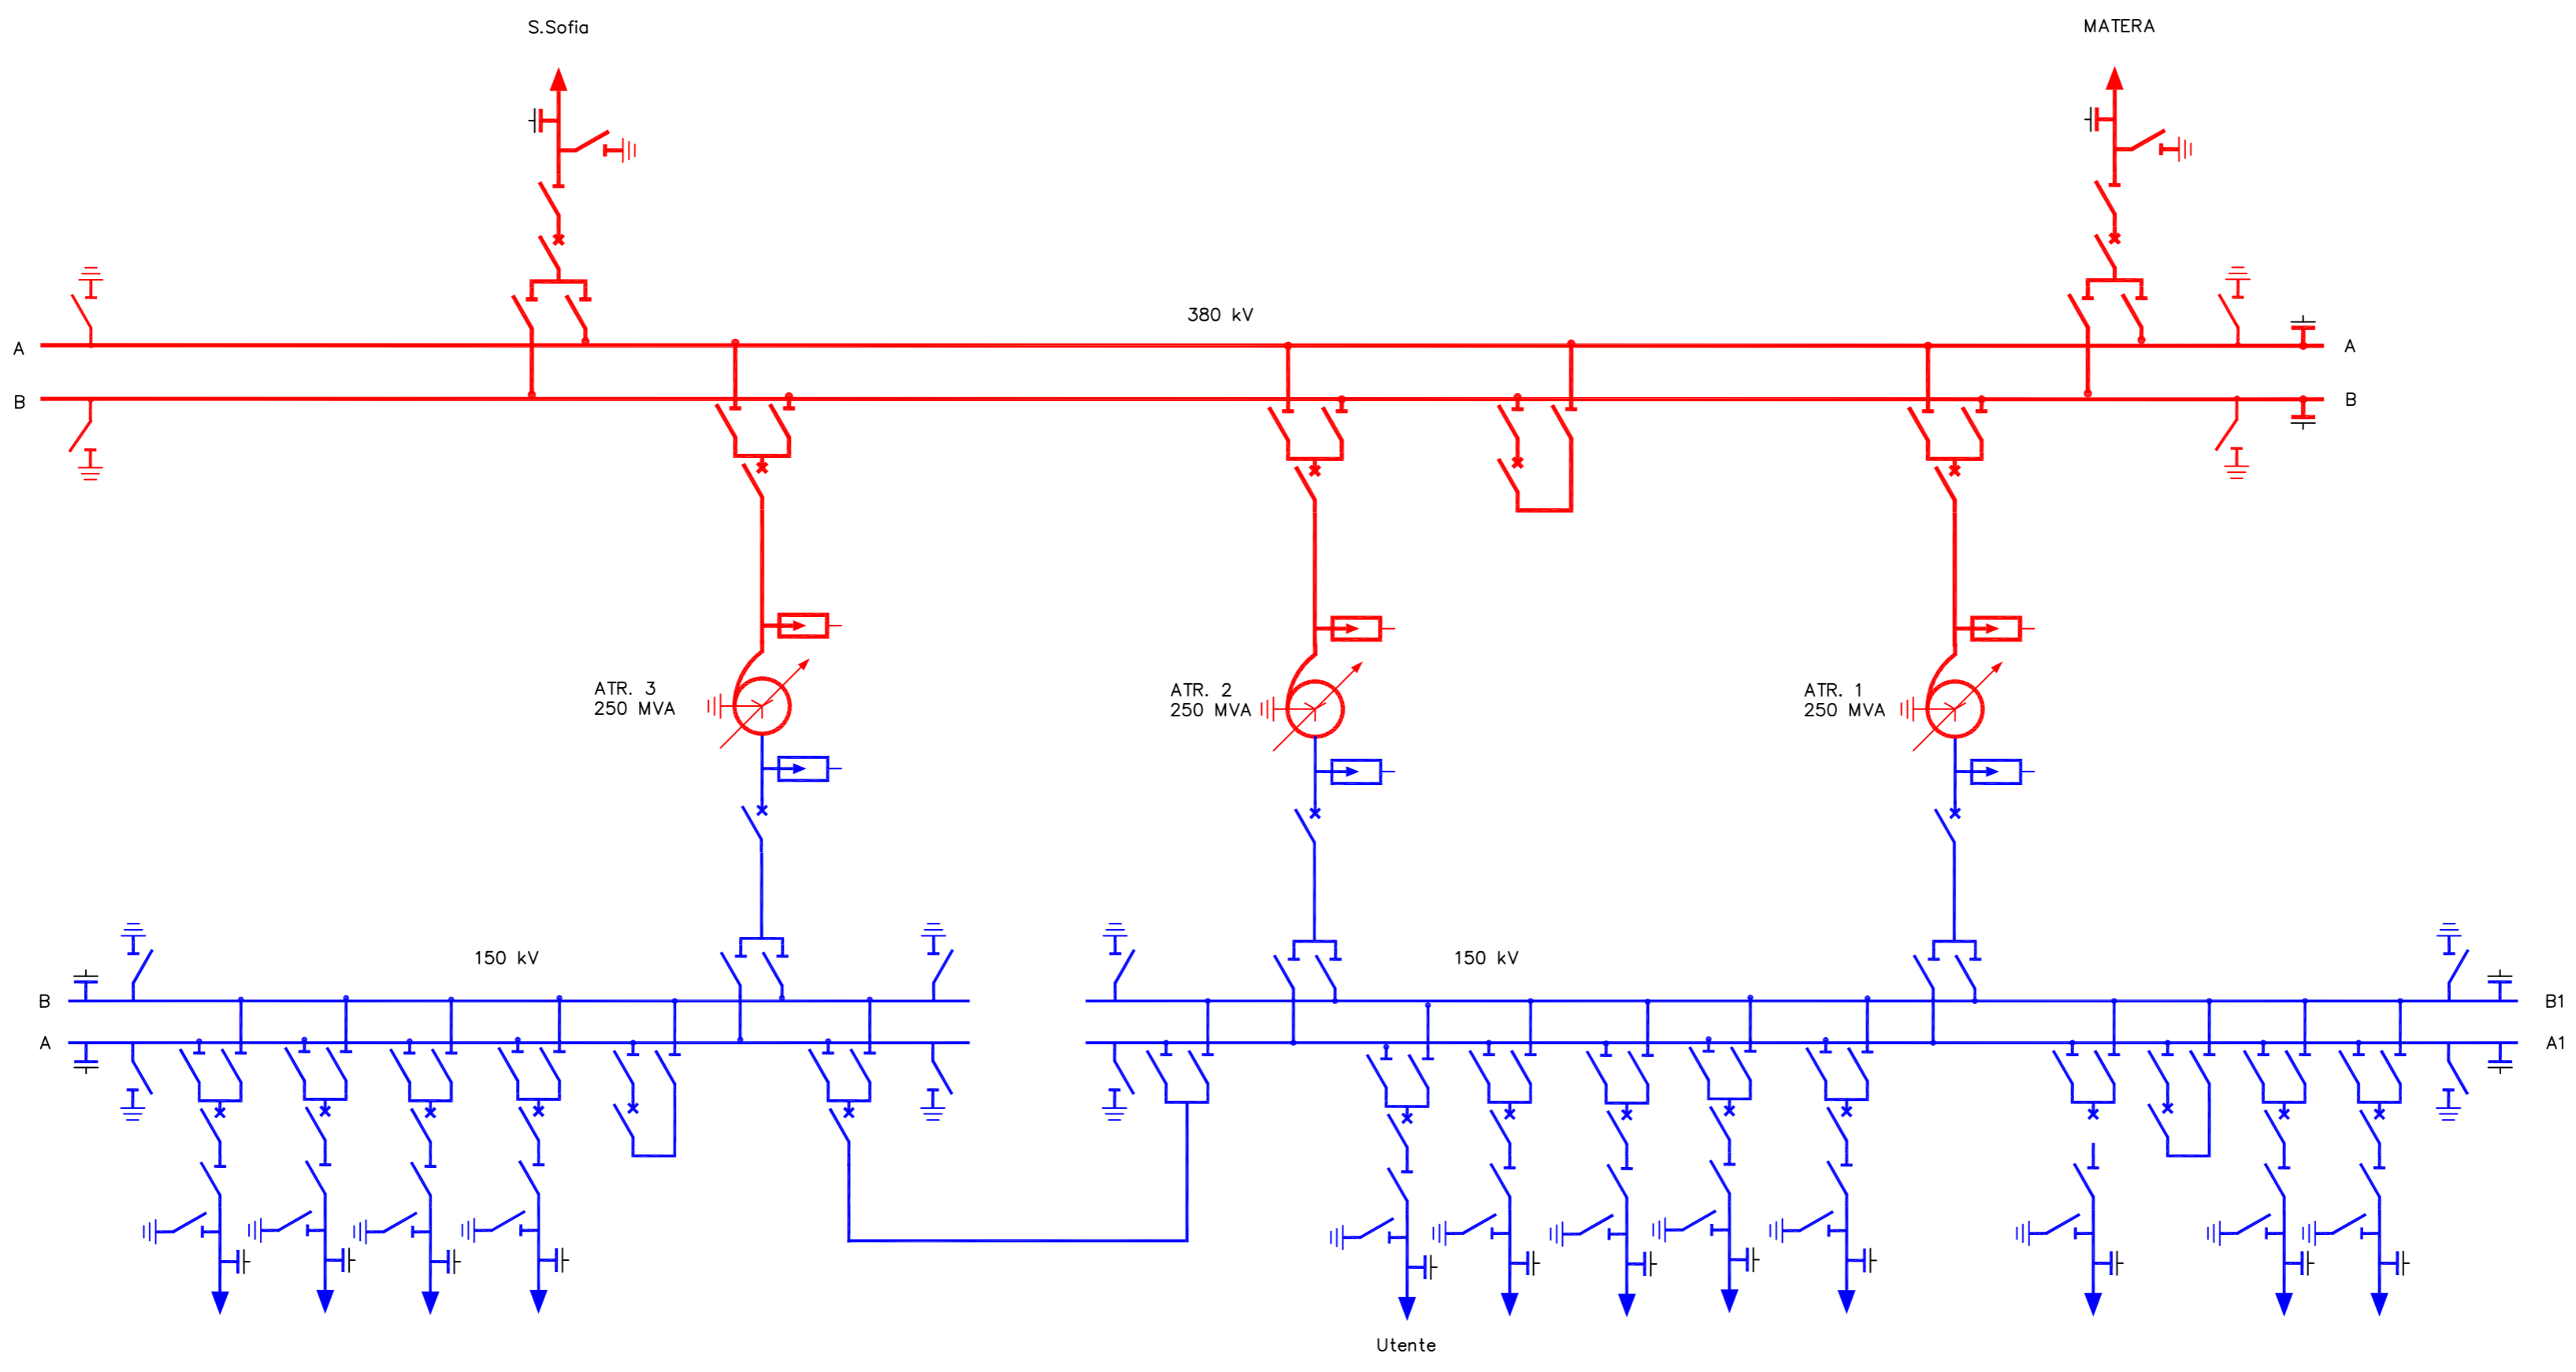 S.Sofia
MATERA
380 kV
A
A
B
B
ATR. 3
250 MVA
ATR. 2
250 MVA
ATR. 1
250 MVA
150 kV
150 kV
B
B1
A
A1
Utente